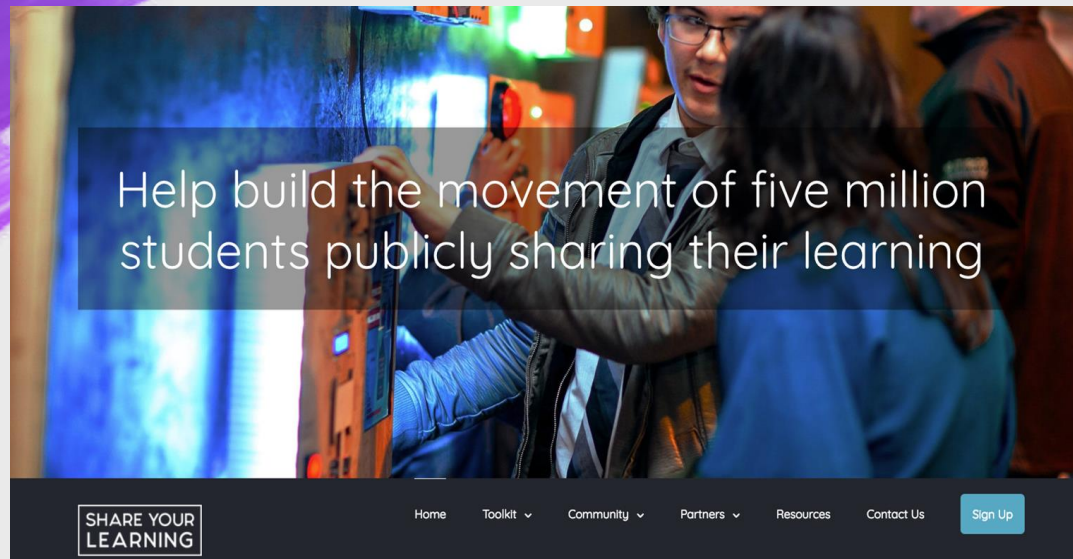 Help build the movement of five million
students publicly sharing their learning
SHARE YOUR
LEARNING
Home
Toolkit
Community
Partners
Resources
Contact Us
Sign Up